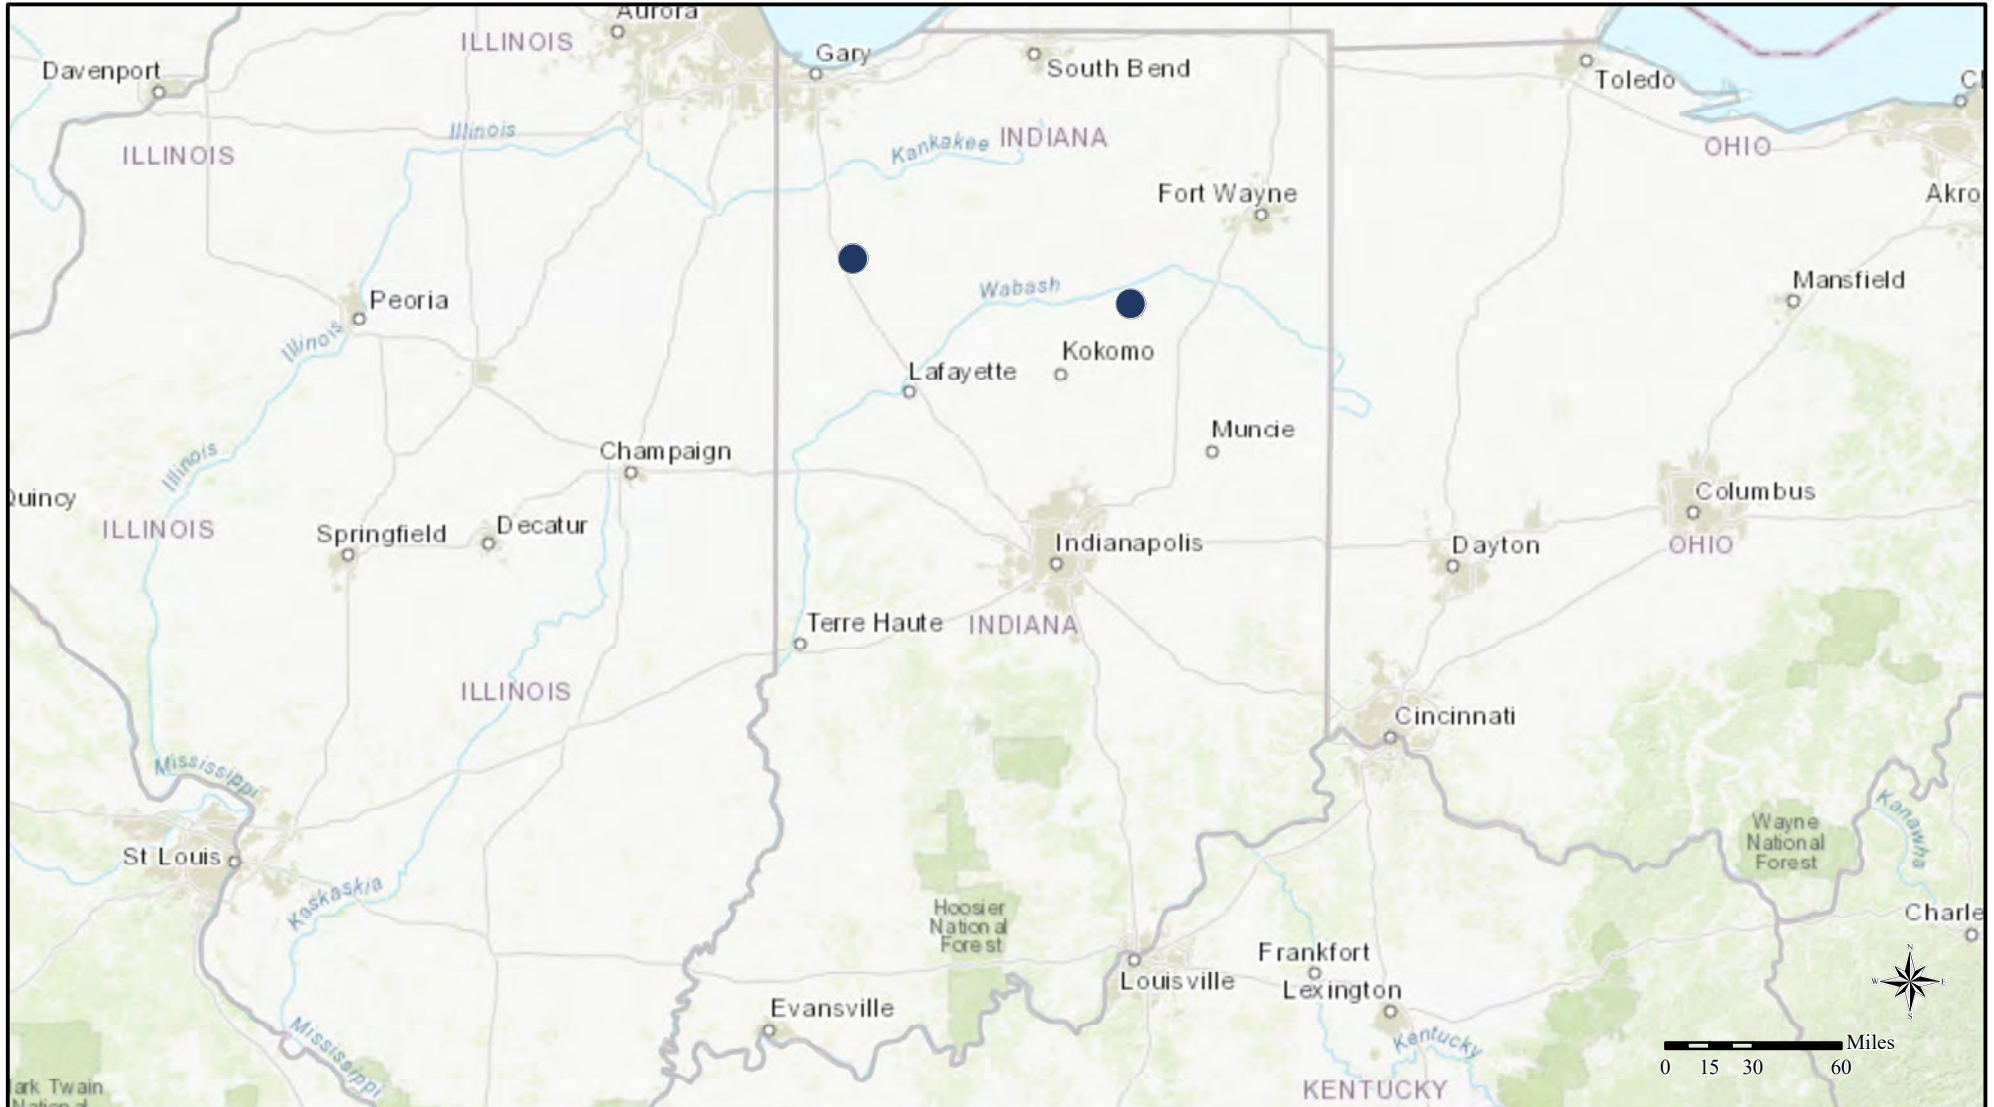 Aurora
ILLINOIS
Gary
South Bend
Davenport
Toledo
Illinois
Kankakee
INDIANA
OHIO
ILLINOIS
Fort Wayne
Akro
Peoria
Wabash
Mansfield
Illinois
Kokomo
Lafayette
Muncie
Champaign
Illinois
Columbus
ILLINOIS
Springfield
Decatur
Indianapolis
Dayton
OHIO
Terre Haute
INDIANA
ILLINOIS
Cincinnati
Mississippi
Kanawha
Wayne
National
Forest
St Louis
Kaskaskia
Hoosier
National
Forest
Charle
Frankfort
Louisville
Lexington
N
W
E
S
Evansville
Mississippi
Kentucky
Miles
0 15 30 60
KENTUCKY
ark Twain